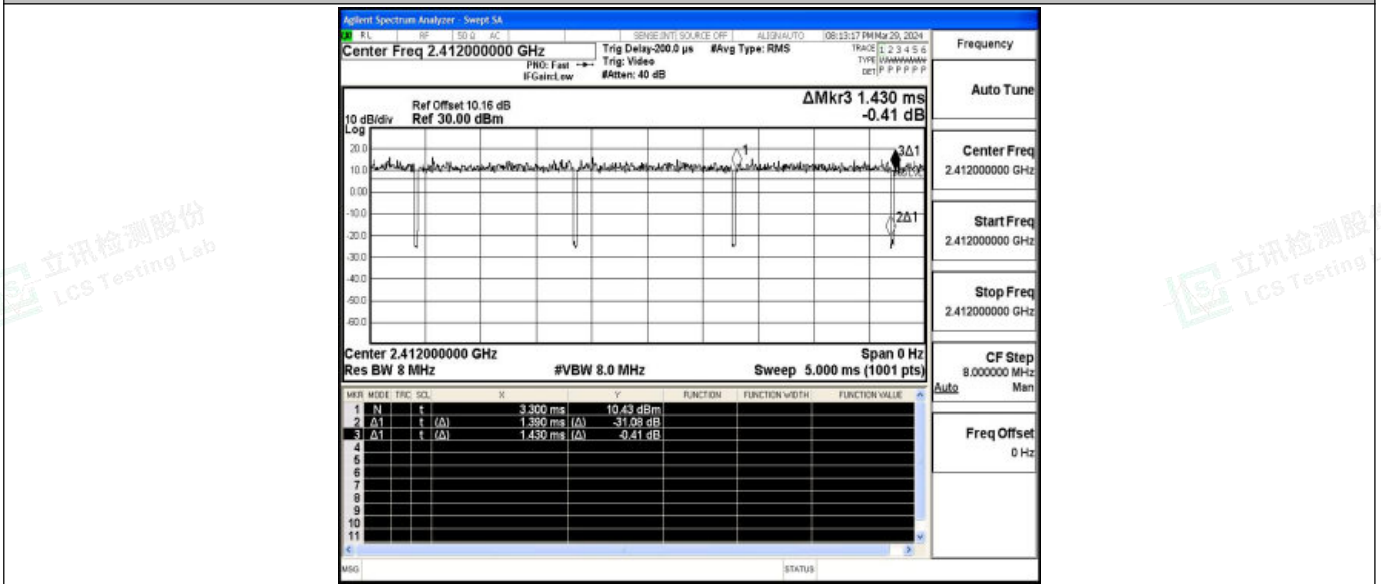 Agilent Spectrum Analyzer - Swept SA
RL RF 50 Ω AC SENSE:INT SOURCE OFF ALIGNAUTO 08:13:17 PM Mar 29, 2024
Center Freq 2.412000000 GHz
PNO: Fast
IFGain:Low
Trig Delay-200.0 µs #Avg Type: RMS
Trig: Video
#Atten: 40 dB
TRACE 1 2 3 4 5 6
TYPE
DET P P P P P P
Frequency
Auto Tune
Center Freq
2.412000000 GHz
Start Freq
2.412000000 GHz
Stop Freq
2.412000000 GHz
CF Step
8.000000 MHz
Auto Man
Freq Offset
0 Hz
ΔMkr3 1.430 ms
-0.41 dB
Ref Offset 10.16 dB
10 dB/div Ref 30.00 dBm
Log
20.0
10.0
0.00
-10.0
-20.0
-30.0
-40.0
-50.0
-60.0
1
3Δ1
2Δ1
Center 2.412000000 GHz Span 0 Hz
Res BW 8 MHz #VBW 8.0 MHz Sweep 5.000 ms (1001 pts)
MKR MODE TRC SCL X Y FUNCTION FUNCTION WIDTH FUNCTION VALUE
1 N t 3.300 ms 10.43 dBm
2 Δ1 t (Δ) 1.390 ms (Δ) -31.08 dB
3 Δ1 t (Δ) 1.430 ms (Δ) -0.41 dB
4
5
6
7
8
9
10
11
MSG STATUS
立讯检测股份
LCS Testing Lab
立讯检测股
LCS Testing